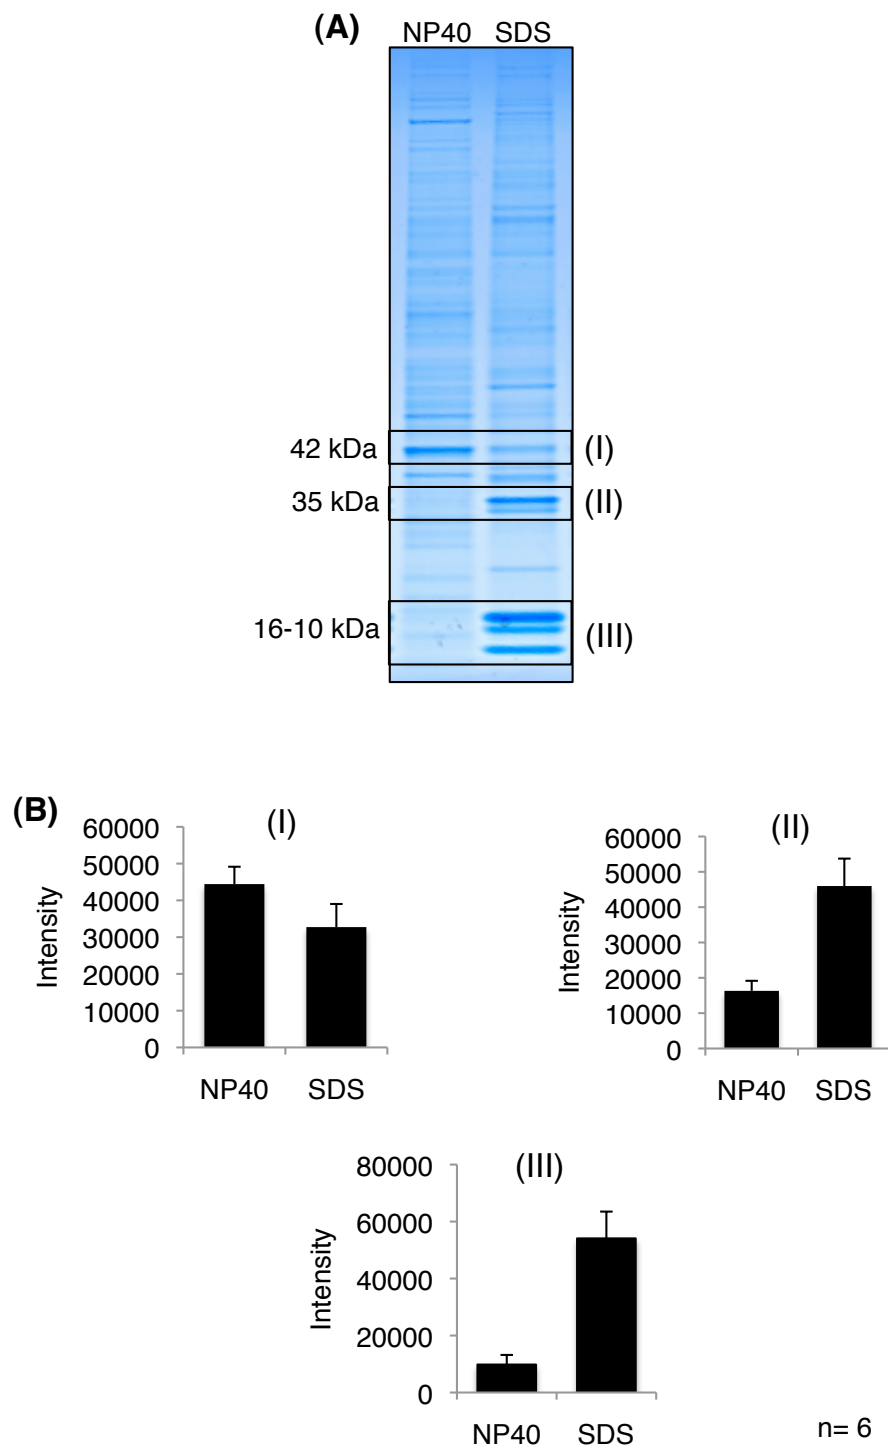 (A)
NP40 SDS
42 kDa (I)
35 kDa (II)
16-10 kDa (III)
(B)
(I)
60000
50000
40000
30000
20000
10000
0
Intensity
NP40 SDS
(II)
60000
50000
40000
30000
20000
10000
0
Intensity
NP40 SDS
(III)
80000
60000
40000
20000
0
Intensity
NP40 SDS
n= 6